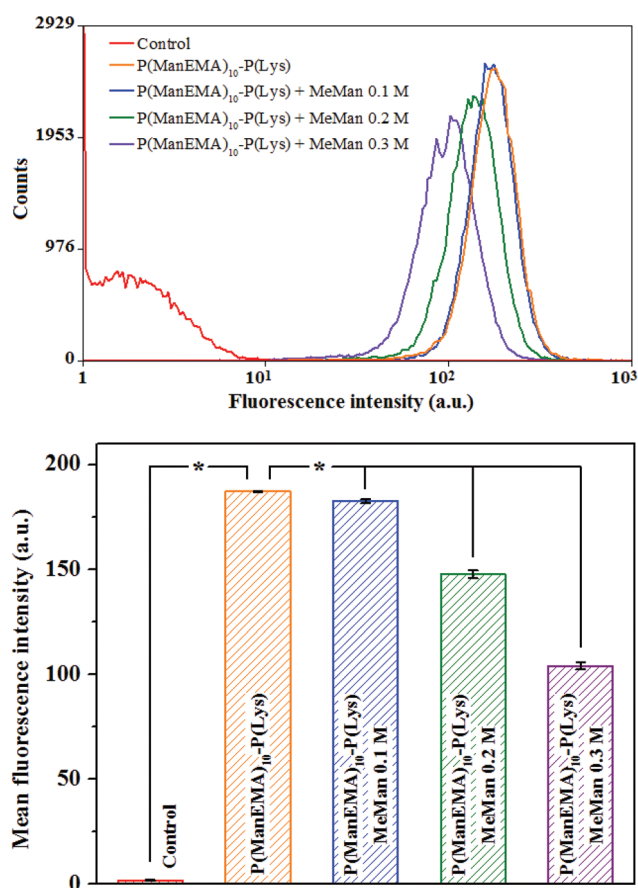 2929
1953
976
0
Counts
Control
P(ManEMA)₁₀-P(Lys)
P(ManEMA)₁₀-P(Lys) + MeMan 0.1 M
P(ManEMA)₁₀-P(Lys) + MeMan 0.2 M
P(ManEMA)₁₀-P(Lys) + MeMan 0.3 M
1 10¹ 10² 10³
Fluorescence intensity (a.u.)
200
150
100
50
0
Mean fluorescence intensity (a.u.)
* *
Control
P(ManEMA)₁₀-P(Lys)
P(ManEMA)₁₀-P(Lys)
MeMan 0.1 M
P(ManEMA)₁₀-P(Lys)
MeMan 0.2 M
P(ManEMA)₁₀-P(Lys)
MeMan 0.3 M